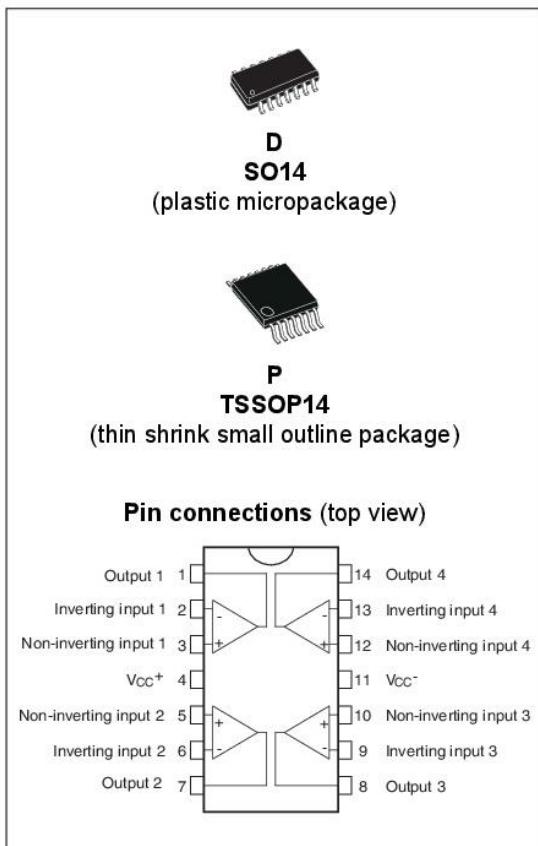 D
SO14
(plastic micropackage)
P
TSSOP14
(thin shrink small outline package)
Pin connections (top view)
Output 1 1 14 Output 4
Inverting input 1 2 - - 13 Inverting input 4
Non-inverting input 1 3 + + 12 Non-inverting input 4
VCC+ 4 11 VCC-
Non-inverting input 2 5 + + 10 Non-inverting input 3
Inverting input 2 6 - - 9 Inverting input 3
Output 2 7 8 Output 3